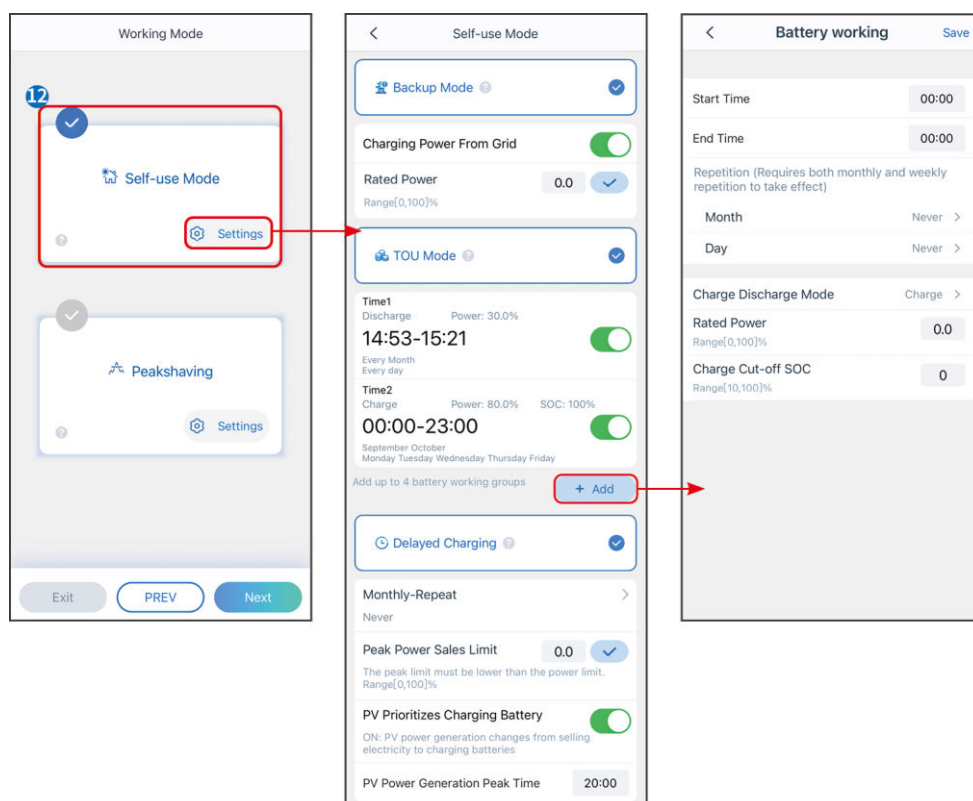 Working Mode
12
Self-use Mode
Settings
Peakshaving
Settings
Exit
PREV
Next
Self-use Mode
Backup Mode
Charging Power From Grid
Rated Power
0.0
Range[0,100]%
TOU Mode
Time1
Discharge Power: 30.0%
14:53-15:21
Every Month
Every day
Time2
Charge Power: 80.0% SOC: 100%
00:00-23:00
September October
Monday Tuesday Wednesday Thursday Friday
Add up to 4 battery working groups
+ Add
Delayed Charging
Monthly-Repeat
Never
Peak Power Sales Limit
0.0
The peak limit must be lower than the power limit.
Range[0,100]%
PV Prioritizes Charging Battery
ON: PV power generation changes from selling
electricity to charging batteries
PV Power Generation Peak Time 20:00
Battery working
Save
Start Time 00:00
End Time 00:00
Repetition (Requires both monthly and weekly
repetition to take effect)
Month Never
Day Never
Charge Discharge Mode Charge
Rated Power
0.0
Range[0,100]%
Charge Cut-off SOC
0
Range[10,100]%